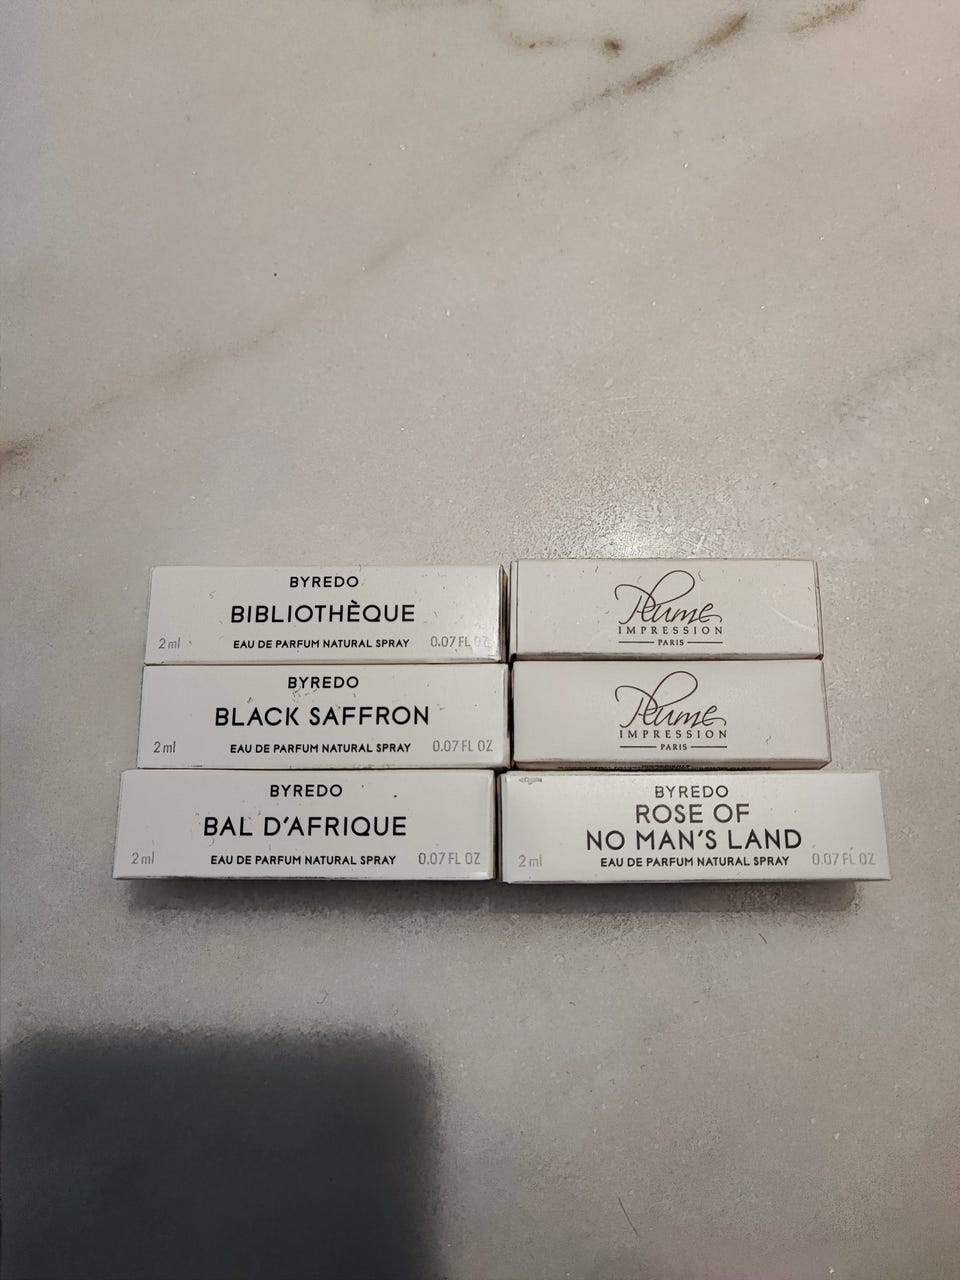 BYREDO
BIBLIOTHÈQUE
2 ml EAU DE PARFUM NATURAL SPRAY 0.07 FL OZ
Plume
IMPRESSION
PARIS
BYREDO
BLACK SAFFRON
2 ml EAU DE PARFUM NATURAL SPRAY 0.07 FL OZ
Plume
IMPRESSION
PARIS
BYREDO
BAL D'AFRIQUE
2 ml EAU DE PARFUM NATURAL SPRAY 0.07 FL OZ
BYREDO
ROSE OF
NO MAN'S LAND
2 ml EAU DE PARFUM NATURAL SPRAY 0.07 FL OZ